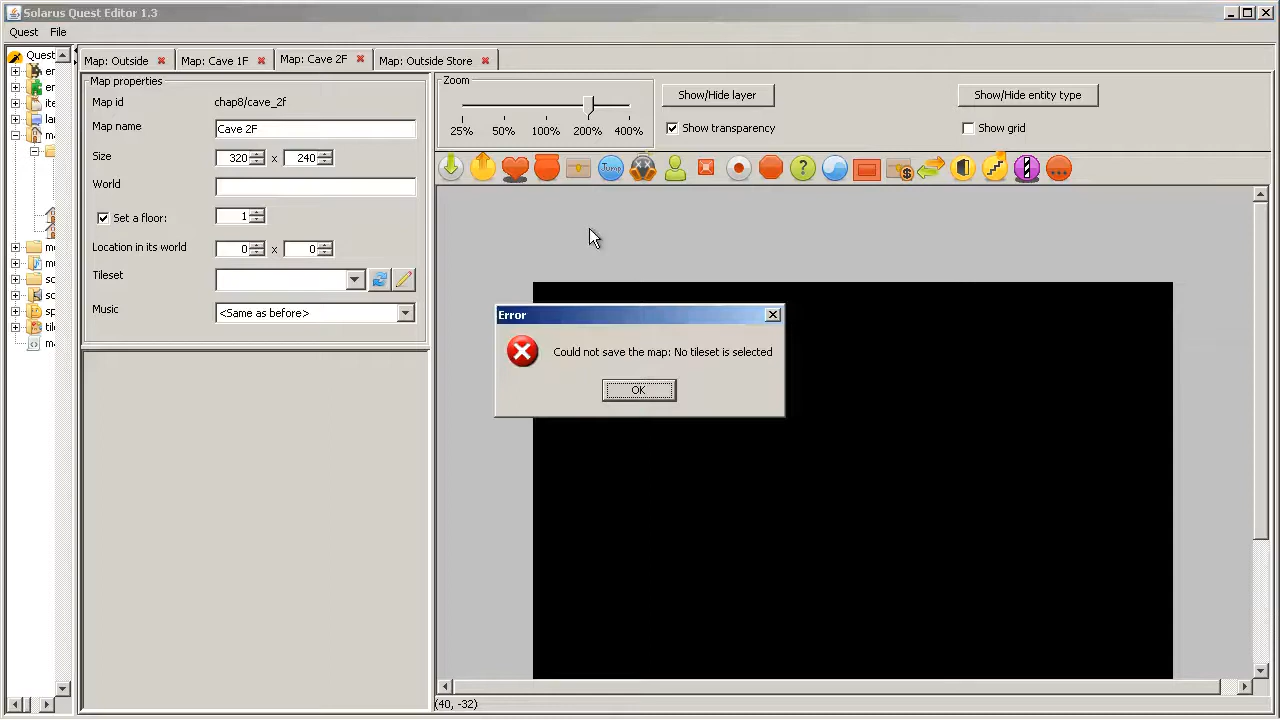 Solarus Quest Editor 1.3
Quest File
Quest
Map: Outside Map: Cave 1F Map: Cave 2F Map: Outside Store
Map properties
Map id chap8/cave_2f
Map name Cave 2F
Size 320 x 240
World
Set a floor: 1
Location in its world 0 x 0
Tileset
Music <Same as before>
Zoom
25% 50% 100% 200% 400%
Show/Hide layer
Show transparency
Show/Hide entity type
Show grid
Jump ? $ ...
Error
Could not save the map: No tileset is selected
OK
(40, -32)